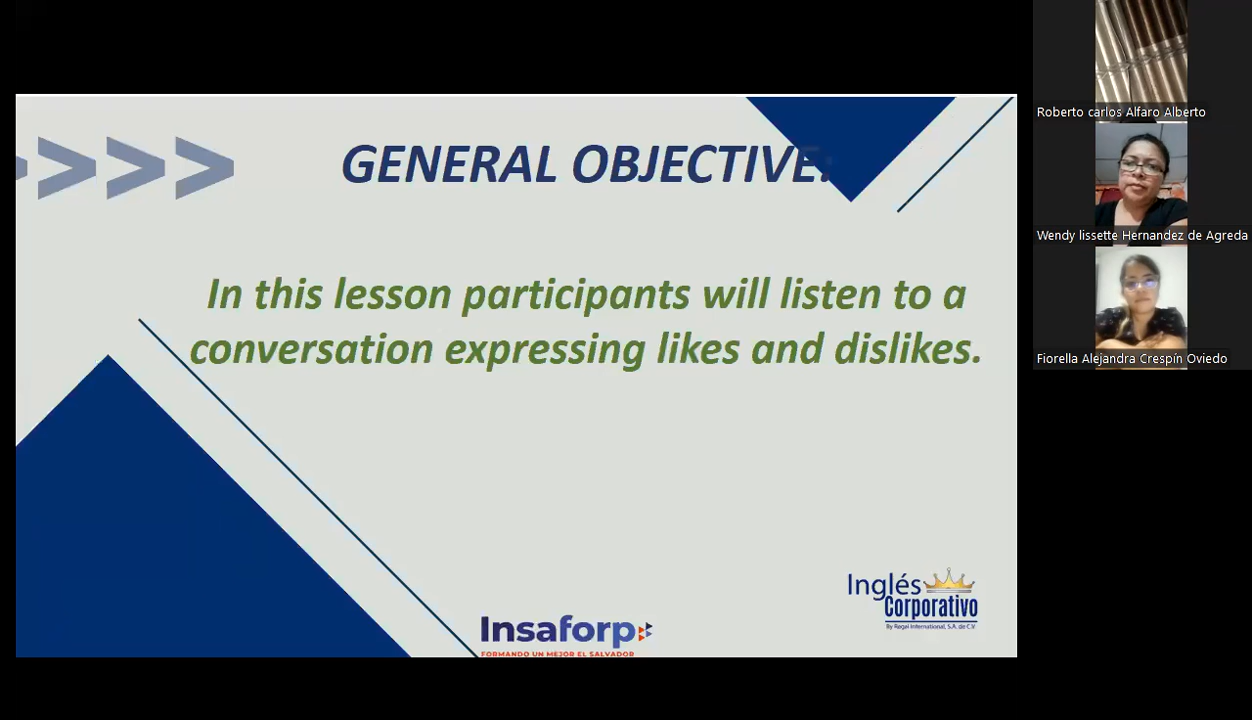 GENERAL OBJECTIVE:
In this lesson participants will listen to a
conversation expressing likes and dislikes.
Inglés
Corporativo
By Regal International, S.A. de C.V.
Insaforp
FORMANDO UN MEJOR EL SALVADOR
Roberto carlos Alfaro Alberto
Wendy lissette Hernandez de Agreda
Fiorella Alejandra Crespín Oviedo